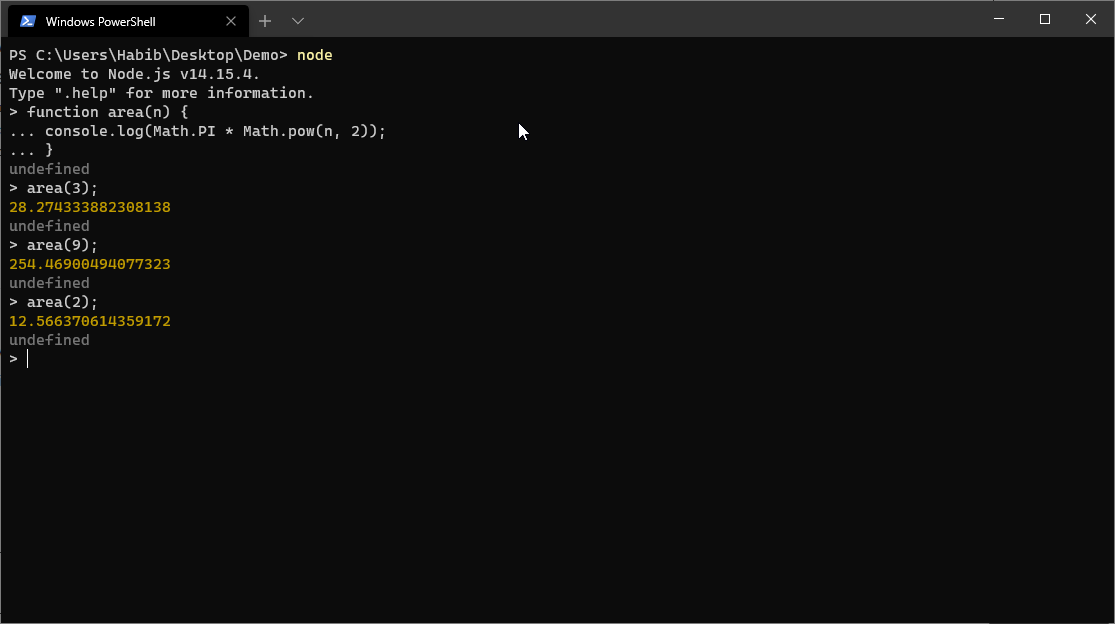 Windows PowerShell
PS C:\Users\Habib\Desktop\Demo> node
Welcome to Node.js v14.15.4.
Type ".help" for more information.
> function area(n) {
... console.log(Math.PI * Math.pow(n, 2));
... }
undefined
> area(3);
28.274333882308138
undefined
> area(9);
254.46900494077323
undefined
> area(2);
12.566370614359172
undefined
>